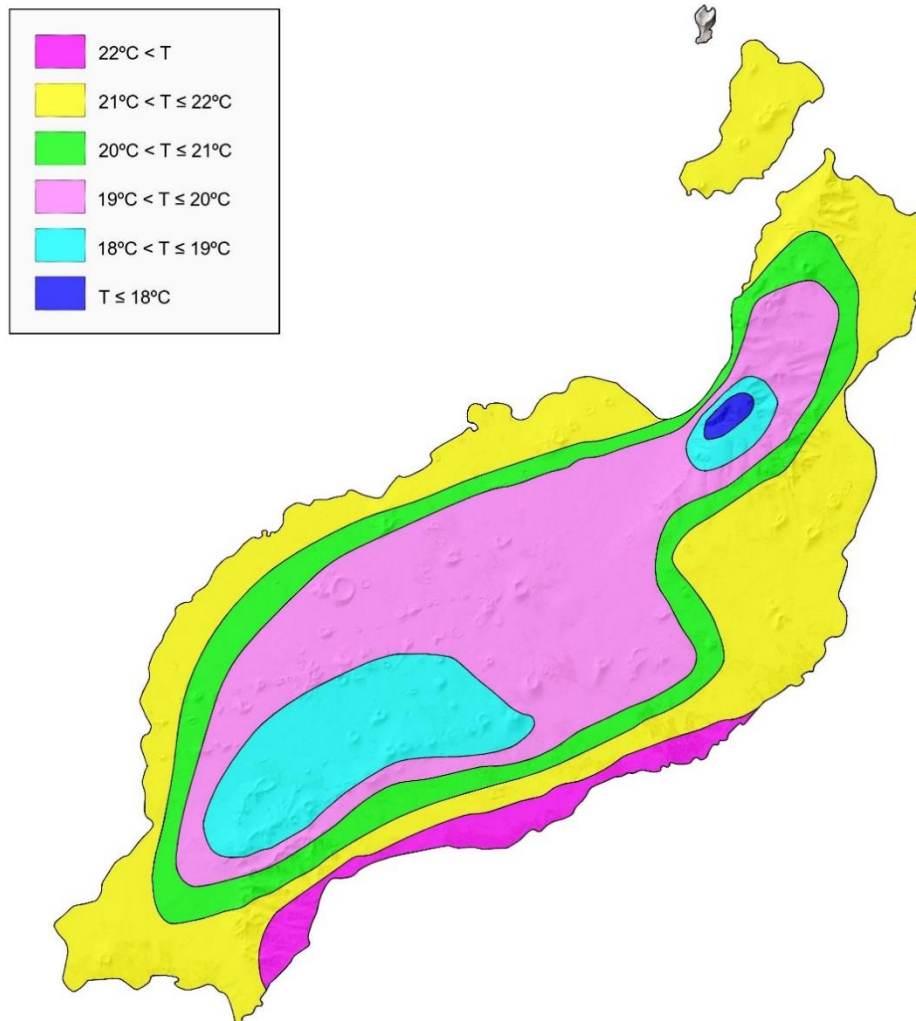 22ºC < T
21ºC < T ≤ 22ºC
20ºC < T ≤ 21ºC
19ºC < T ≤ 20ºC
18ºC < T ≤ 19ºC
T ≤ 18ºC